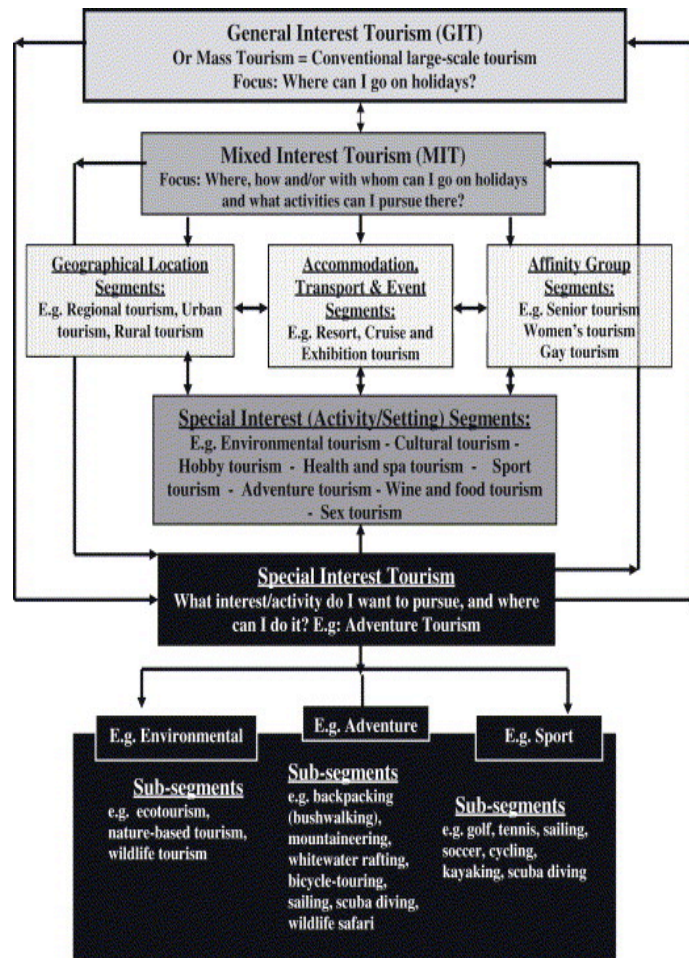 General Interest Tourism (GIT)
Or Mass Tourism = Conventional large-scale tourism
Focus: Where can I go on holidays?
Mixed Interest Tourism (MIT)
Focus: Where, how and/or with whom can I go on holidays
and what activities can I pursue there?
Geographical Location
Segments:
E.g. Regional tourism, Urban
tourism, Rural tourism
Accommodation,
Transport & Event
Segments:
E.g. Resort, Cruise and
Exhibition tourism
Affinity Group
Segments:
E.g. Senior tourism
Women's tourism
Gay tourism
Special Interest (Activity/Setting) Segments:
E.g. Environmental tourism - Cultural tourism -
Hobby tourism - Health and spa tourism - Sport
tourism - Adventure tourism - Wine and food tourism
- Sex tourism
Special Interest Tourism
What interest/activity do I want to pursue, and where
can I do it? E.g: Adventure Tourism
E.g. Environmental
Sub-segments
e.g. ecotourism,
nature-based tourism,
wildlife tourism
E.g. Adventure
Sub-segments
e.g. backpacking
(bushwalking),
mountaineering,
whitewater rafting,
bicycle-touring,
sailing, scuba diving,
wildlife safari
E.g. Sport
Sub-segments
e.g. golf, tennis, sailing,
soccer, cycling,
kayaking, scuba diving